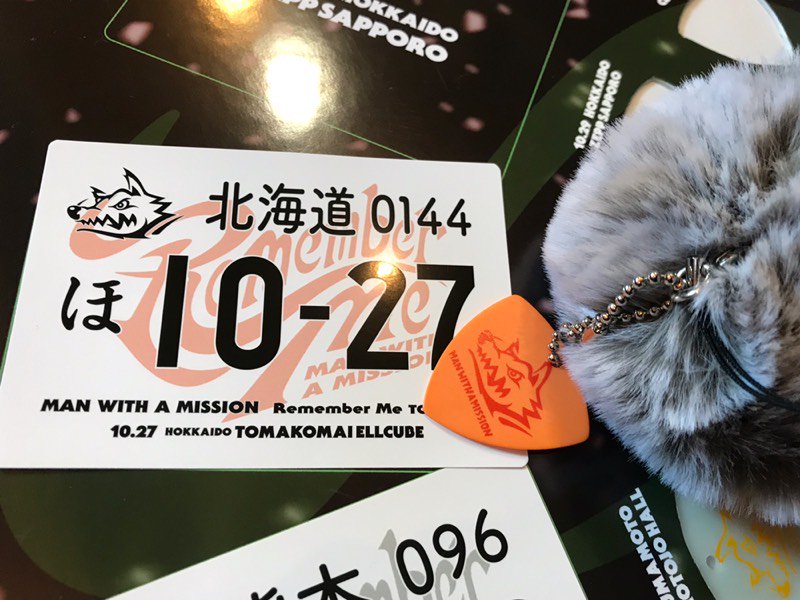 HOKKAIDO
ZEPP SAPPORO
10.29 HOKKAIDO
ZEPP SAPPORO
北海道 0144
Remember
Me
ほ 10-27
MAN WITH
A MISSION
MAN WITH A MISSION Remember Me
10.27 HOKKAIDO TOMAKOMAI ELLCUBE
MAN WITH A MISSION
096